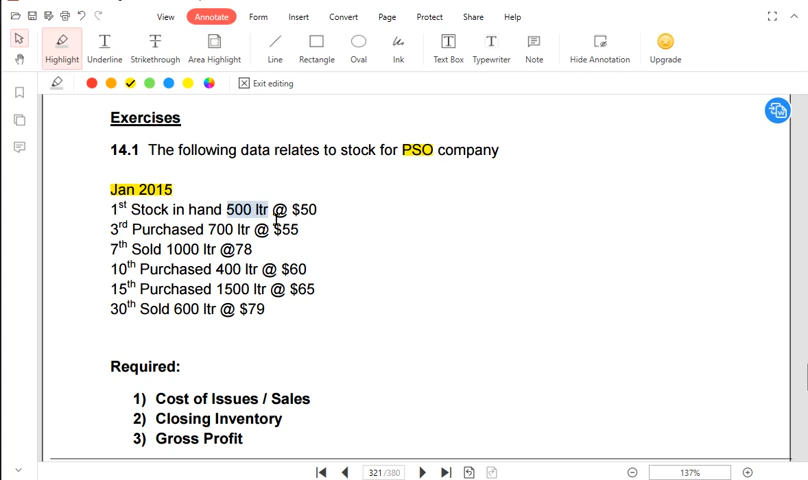 View Annotate Form Insert Convert Page Protect Share Help
Highlight Underline Strikethrough Area Highlight Line Rectangle Oval Ink Text Box Typewriter Note Hide Annotation Upgrade
Exit editing
Exercises
14.1 The following data relates to stock for PSO company
Jan 2015
1st Stock in hand 500 ltr @ $50
3rd Purchased 700 ltr @ $55
7th Sold 1000 ltr @78
10th Purchased 400 ltr @ $60
15th Purchased 1500 ltr @ $65
30th Sold 600 ltr @ $79
Required:
1) Cost of Issues / Sales
2) Closing Inventory
3) Gross Profit
321 /380 137%